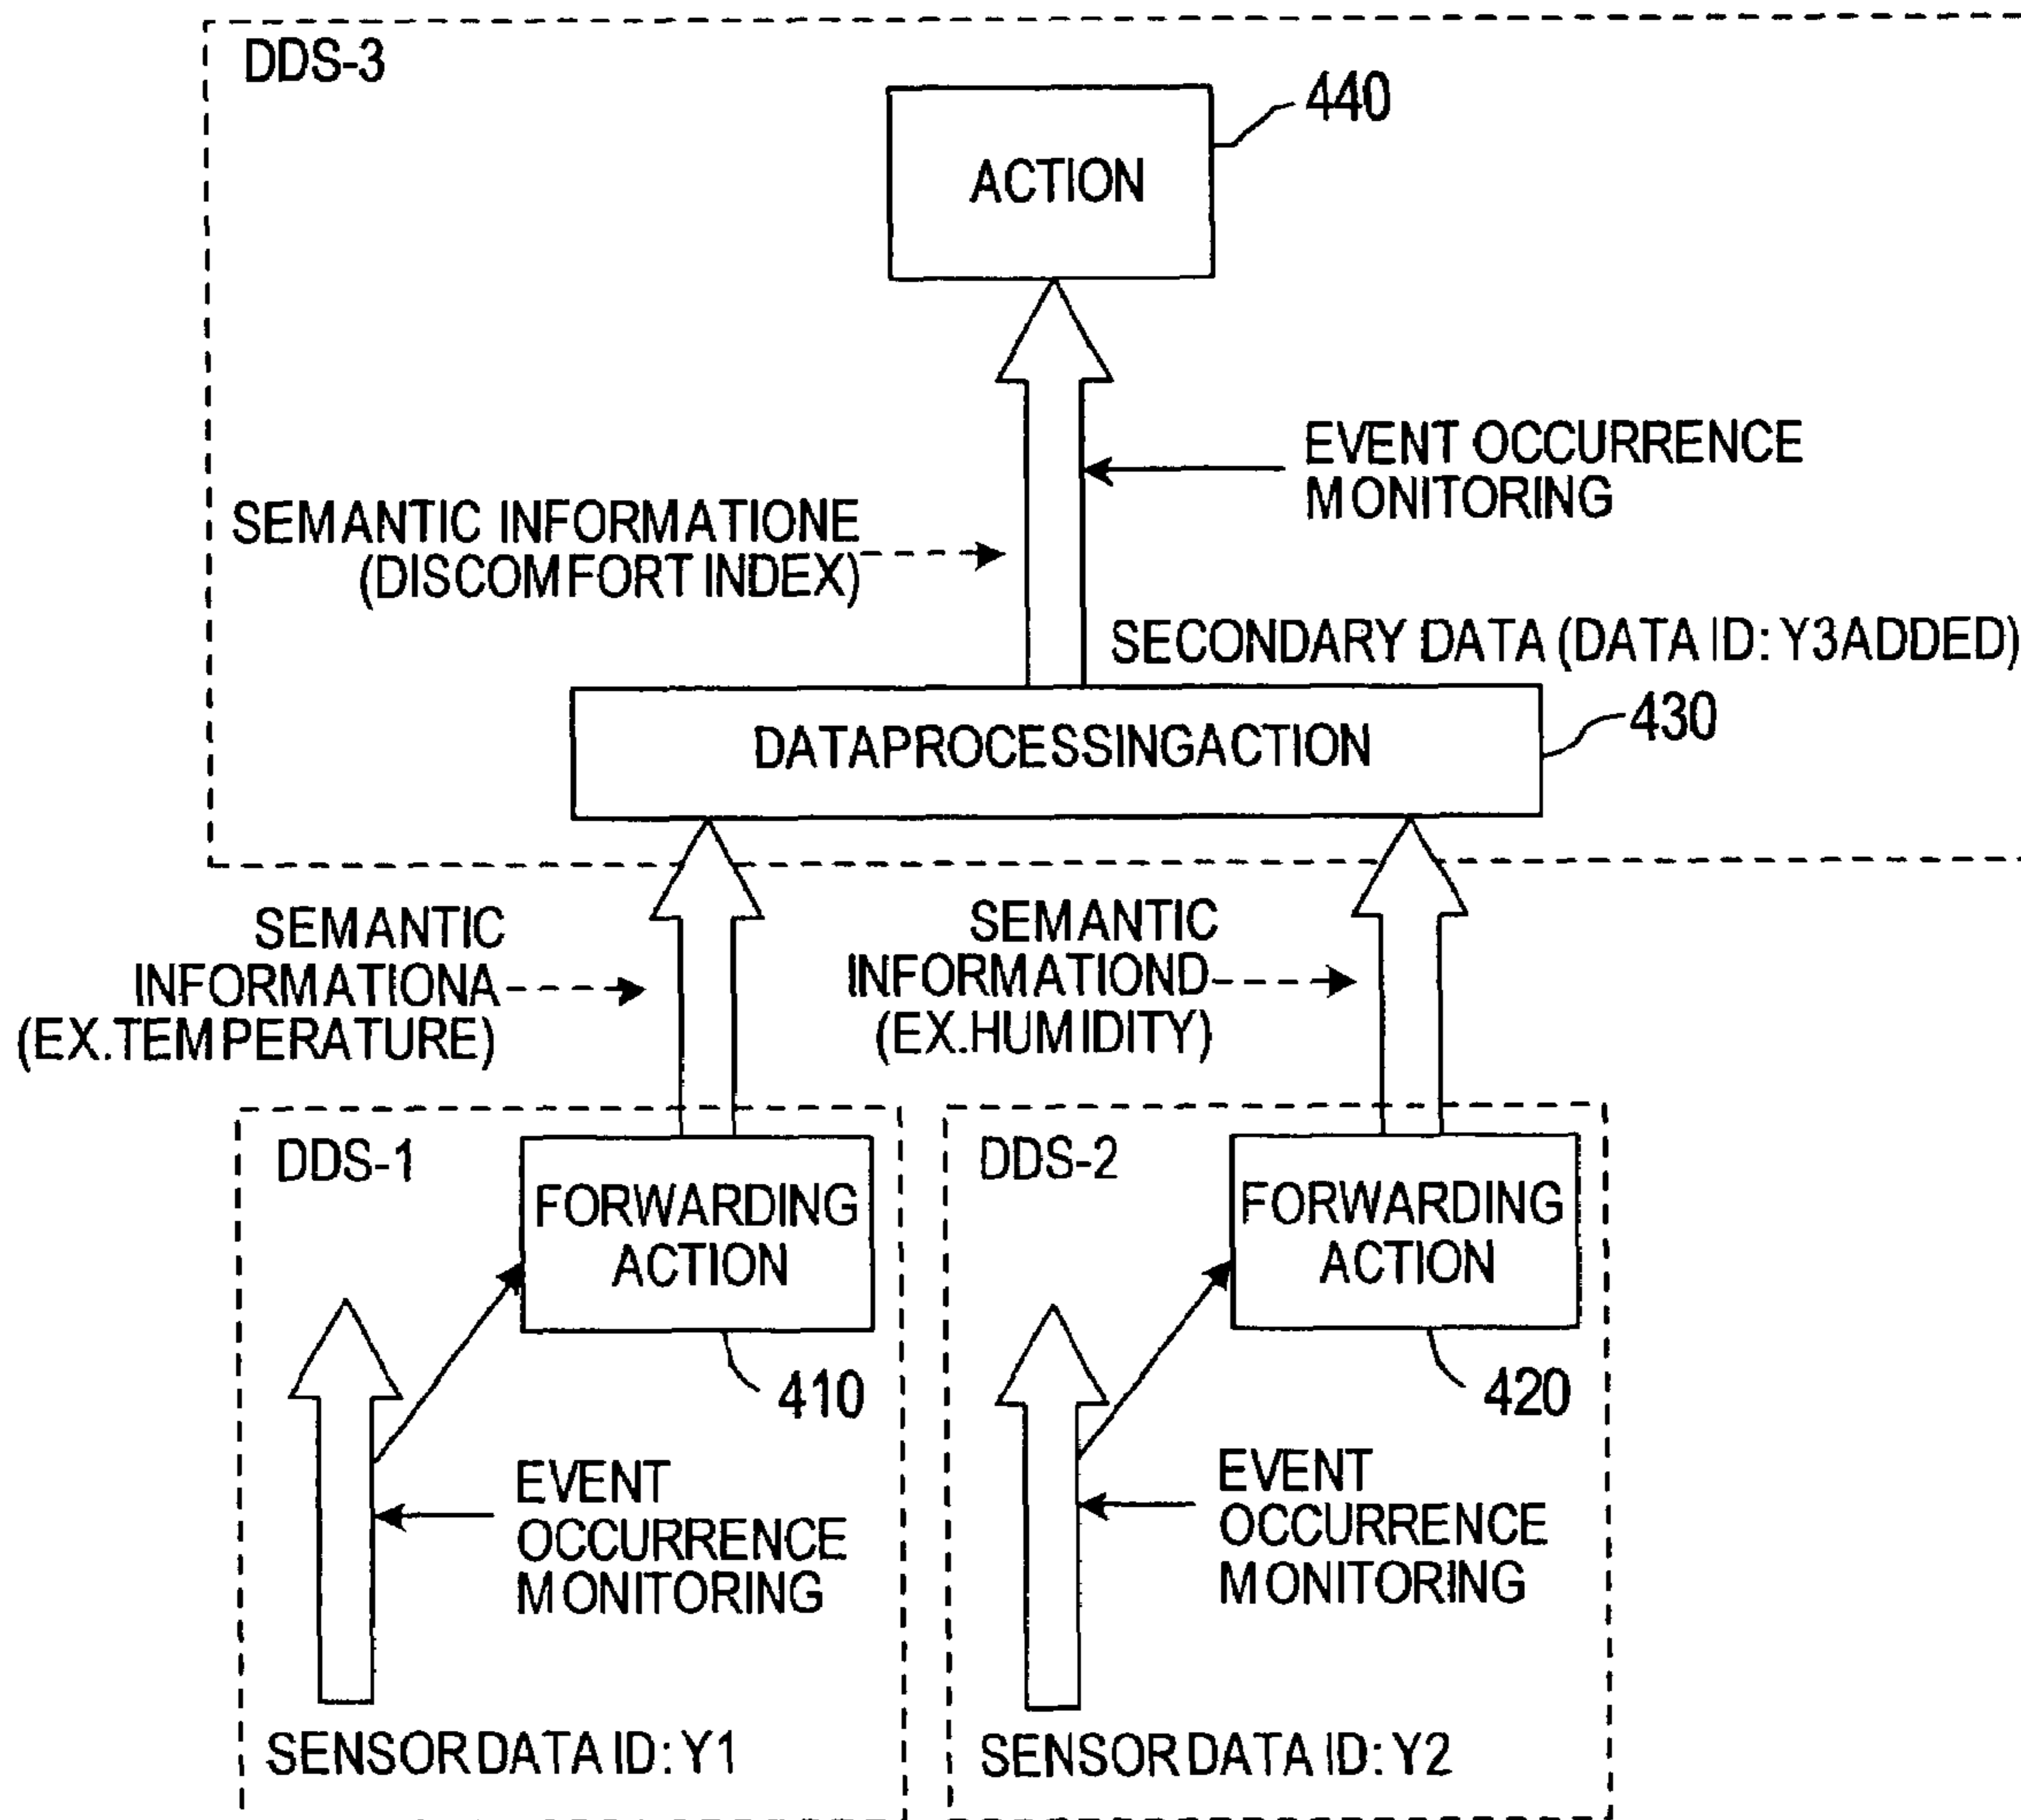 DDS-3
440
ACTION
EVENT OCCURRENCE
MONITORING
SEMANTIC INFORMATIONE
(DISCOMFORT INDEX)
SECONDARY DATA (DATA ID: Y3ADDED)
430
DATAPROCESSINGACTION
SEMANTIC
INFORMATIONA
(EX.TEMPERATURE)
SEMANTIC
INFORMATIOND
(EX.HUMIDITY)
DDS-1
FORWARDING
ACTION
410
EVENT
OCCURRENCE
MONITORING
SENSOR DATA ID: Y1
DDS-2
FORWARDING
ACTION
420
EVENT
OCCURRENCE
MONITORING
SENSOR DATA ID: Y2